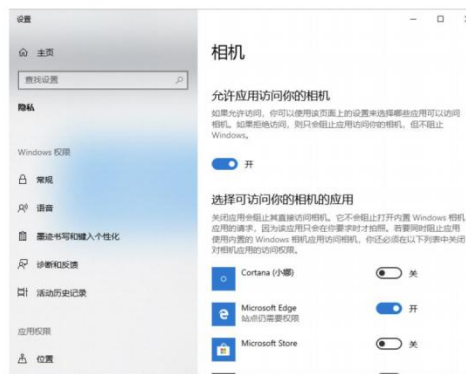 设置
主页
查找设置
隐私
Windows 权限
常规
语音
墨迹书写和键入个性化
诊断和反馈
活动历史记录
应用权限
位置
相机
允许应用访问你的相机
如果允许访问，你可以使用该页面上的设置来选择哪些应用可以访问
相机。如果拒绝访问，则只会阻止应用访问你的相机，但不阻止
Windows。
开
选择可访问你的相机的应用
关闭应用会阻止其直接访问相机。它不会阻止打开内置 Windows 相机
应用的请求，因为该应用只会在你要求时才拍照。若要同时阻止应用
使用内置的 Windows 相机应用访问相机，你还必须在以下列表中关闭
对相机应用的访问权限。
Cortana (小娜)
关
Microsoft Edge
站点仍需要权限
开
Microsoft Store
关